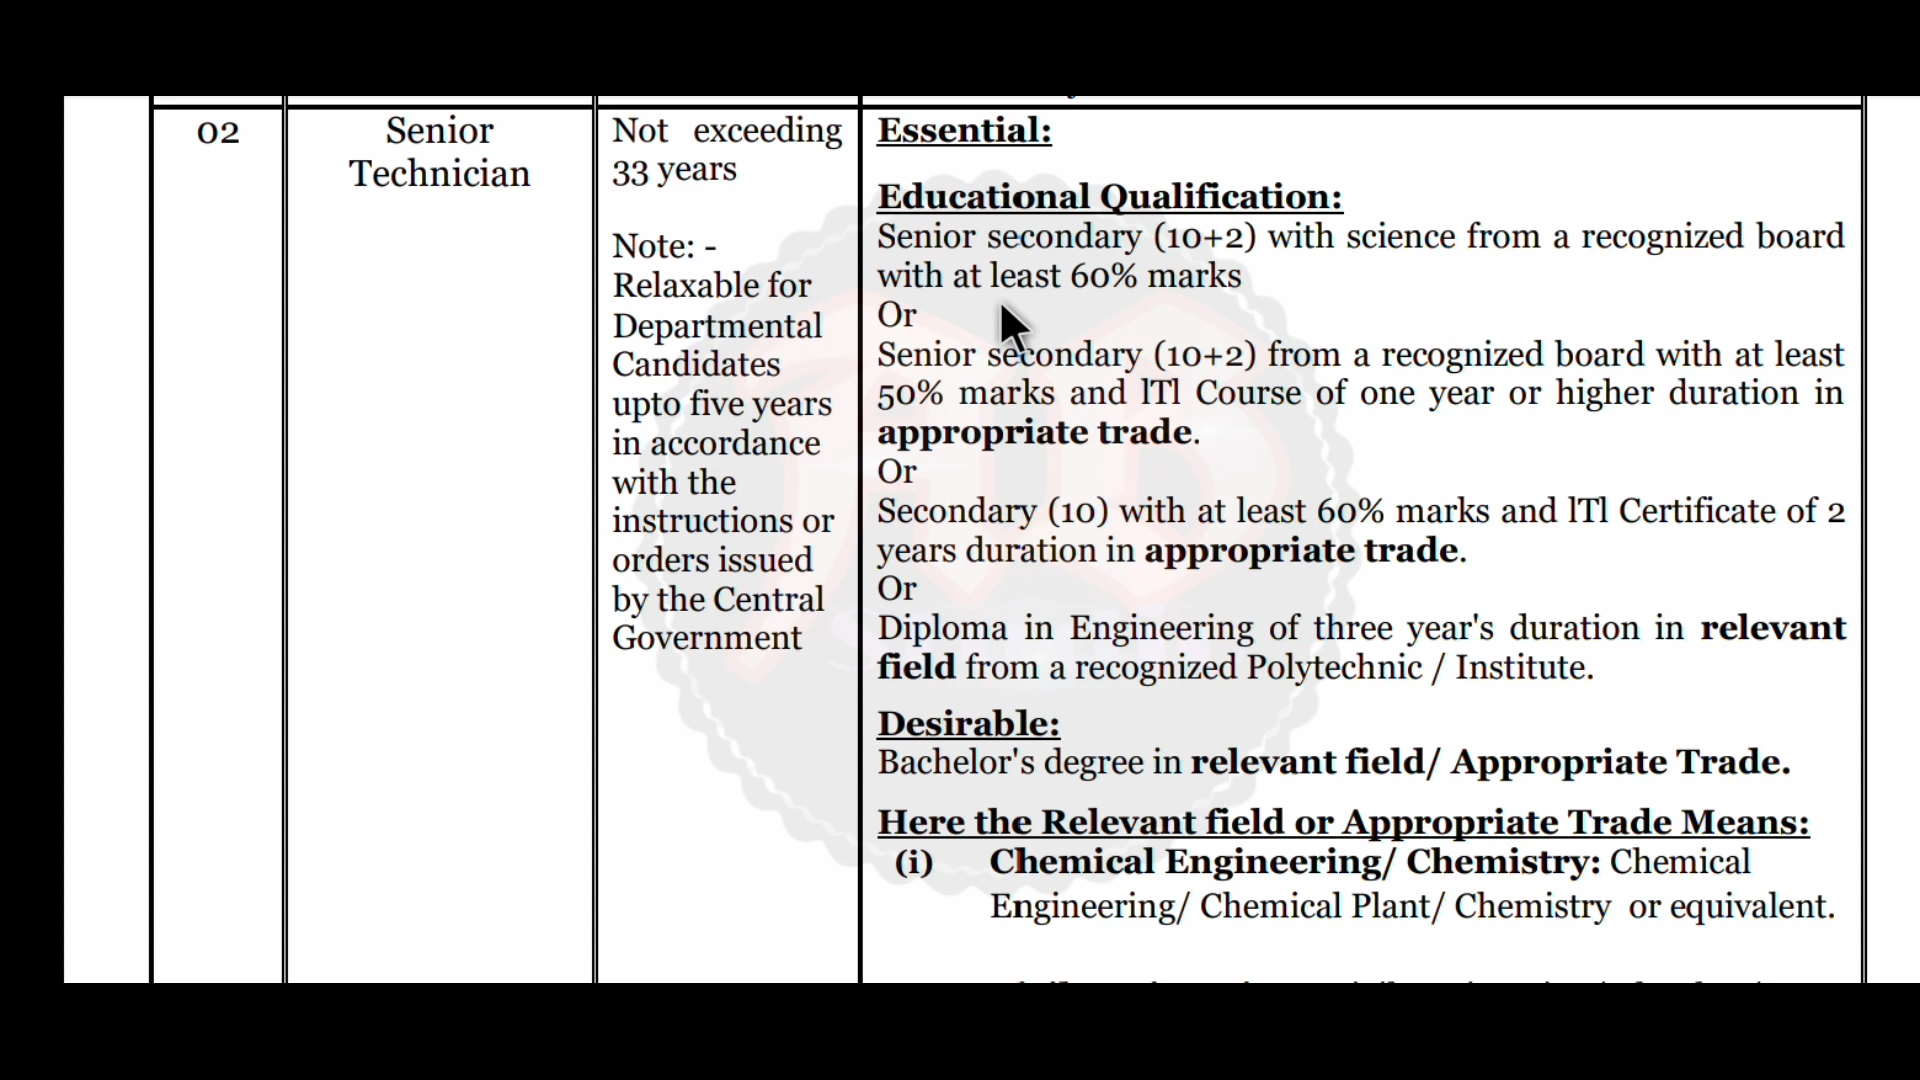 02
Senior
Technician
Not exceeding
33 years
Note: -
Relaxable for
Departmental
Candidates
upto five years
in accordance
with the
instructions or
orders issued
by the Central
Government
Essential:
Educational Qualification:
Senior secondary (10+2) with science from a recognized board
with at least 60% marks
Or
Senior secondary (10+2) from a recognized board with at least
50% marks and lTl Course of one year or higher duration in
appropriate trade.
Or
Secondary (10) with at least 60% marks and lTl Certificate of 2
years duration in appropriate trade.
Or
Diploma in Engineering of three year's duration in relevant
field from a recognized Polytechnic / Institute.
Desirable:
Bachelor's degree in relevant field/ Appropriate Trade.
Here the Relevant field or Appropriate Trade Means:
(i) Chemical Engineering/ Chemistry: Chemical
Engineering/ Chemical Plant/ Chemistry or equivalent.